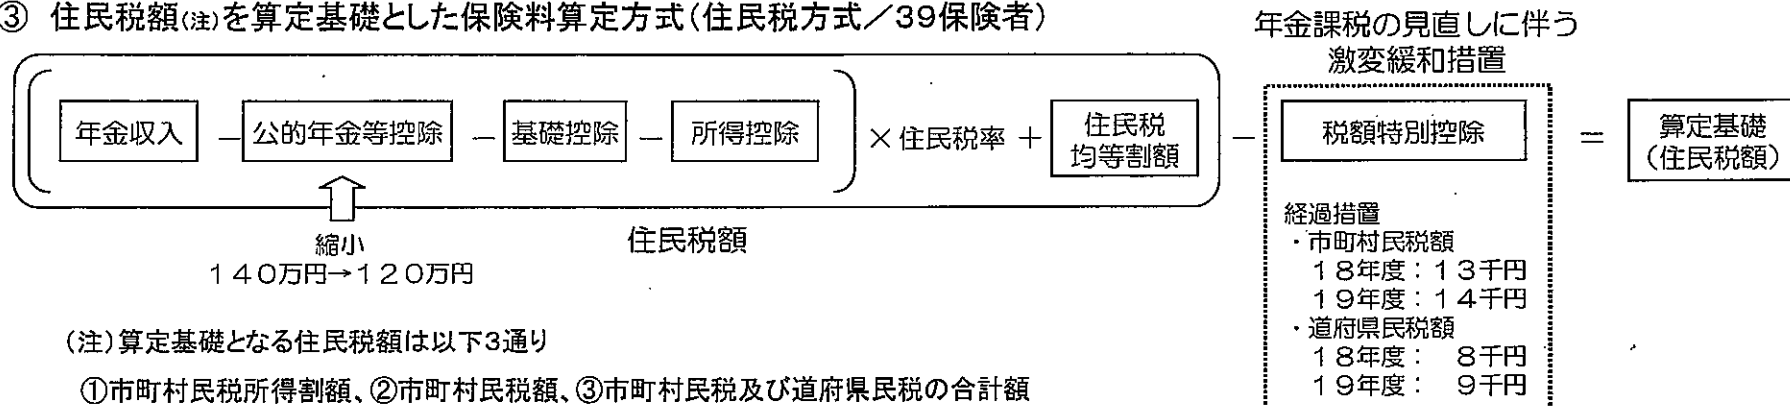 ③ 住民税額(注)を算定基礎とした保険料算定方式(住民税方式/39保険者)
年金課税の見直しに伴う
激変緩和措置
年金収入 － 公的年金等控除 － 基礎控除 － 所得控除 ×住民税率 ＋ 住民税
均等割額 － 税額特別控除 ＝ 算定基礎
(住民税額)
縮小
140万円→120万円
住民税額
経過措置
・市町村民税額
18年度：13千円
19年度：14千円
・道府県民税額
18年度：　8千円
19年度：　9千円
(注)算定基礎となる住民税額は以下3通り
①市町村民税所得割額、②市町村民税額、③市町村民税及び道府県民税の合計額